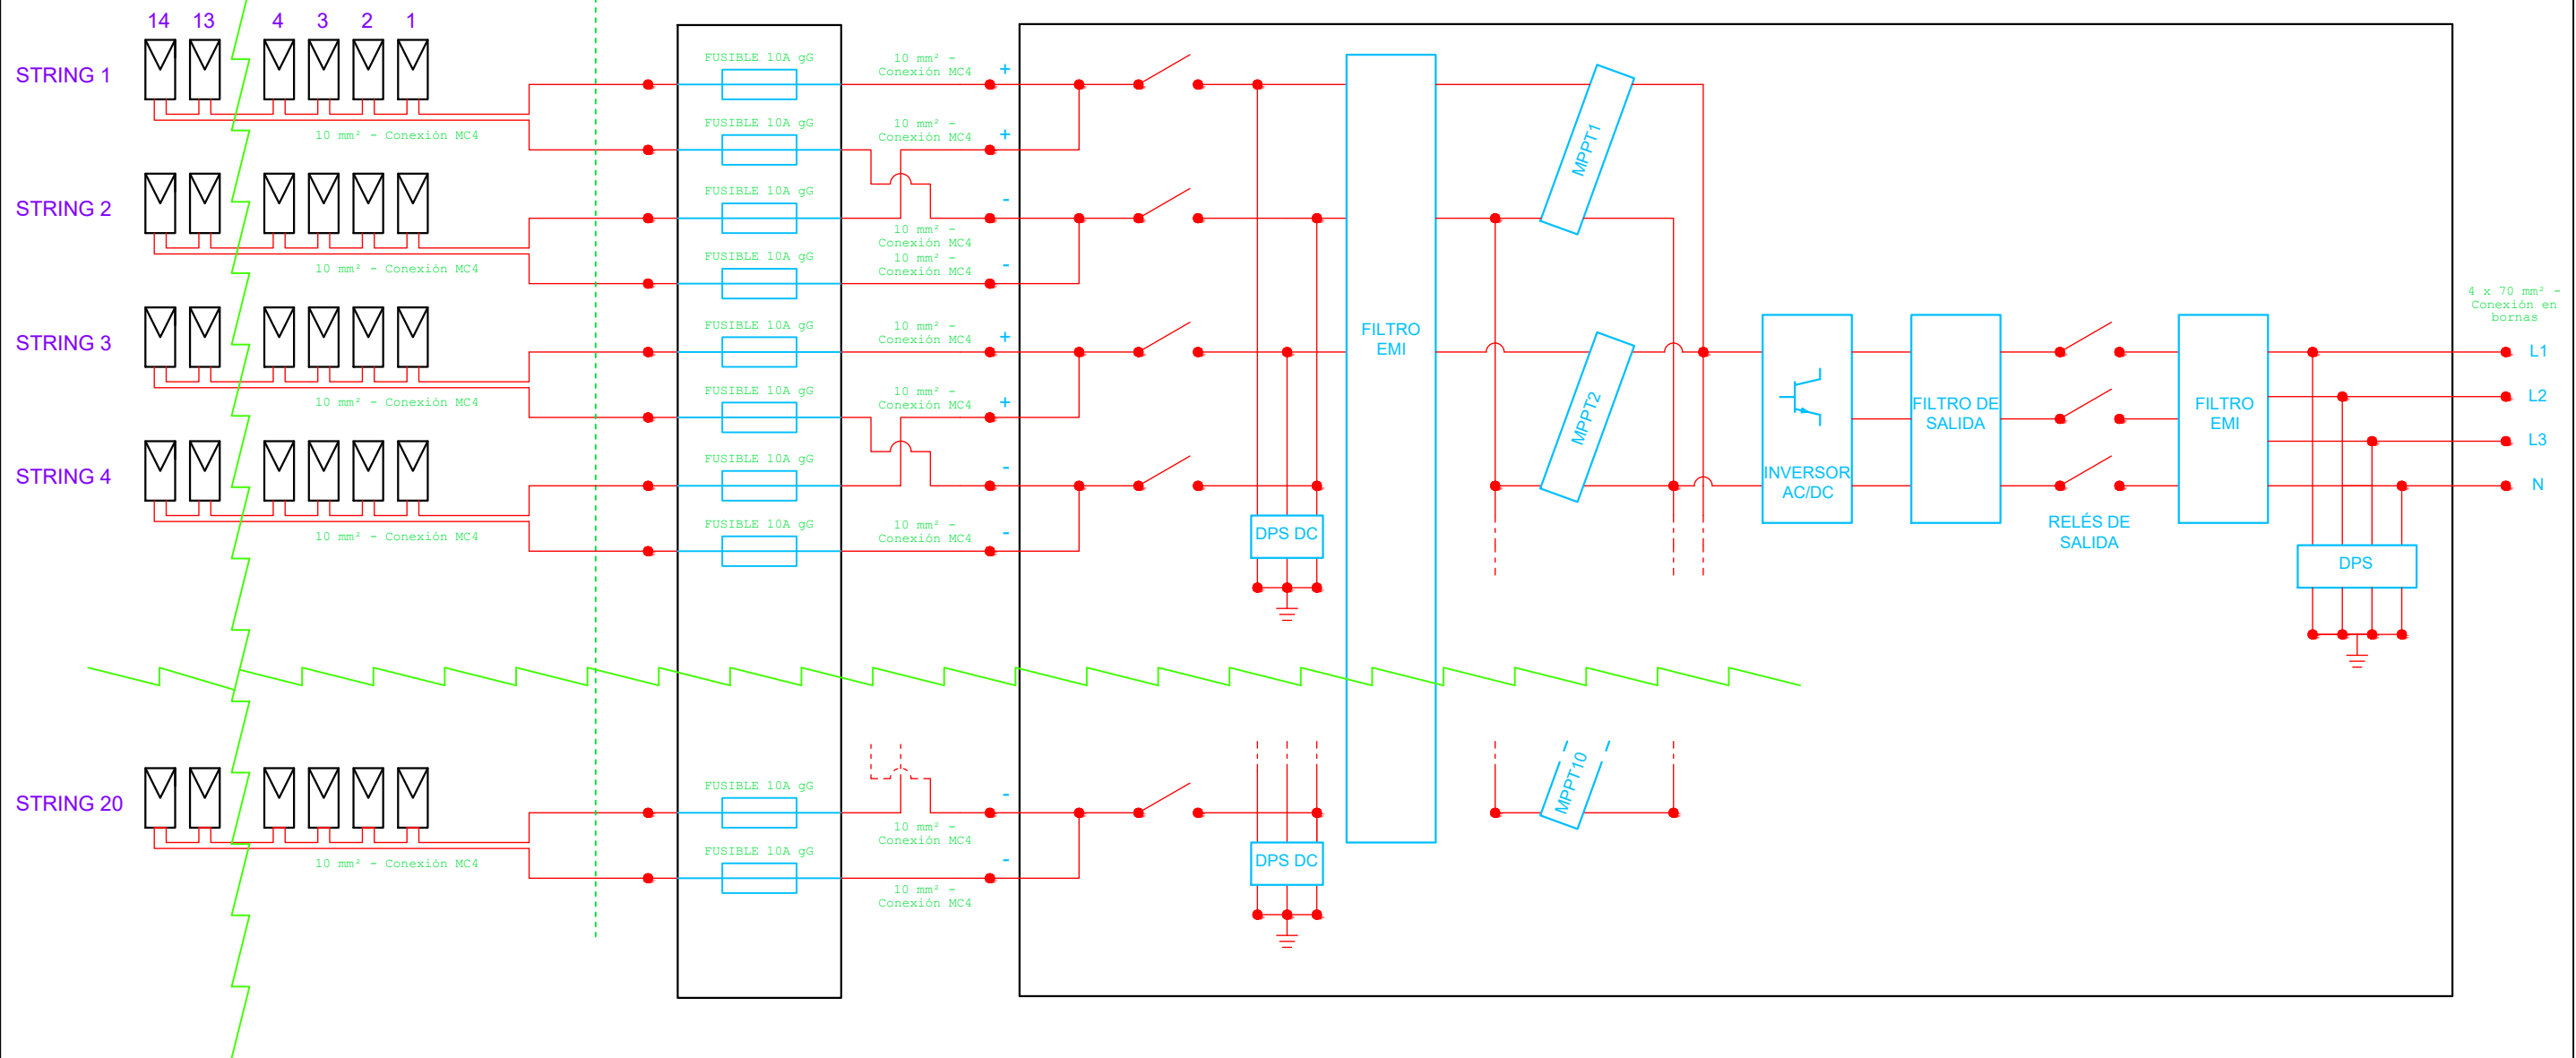 14 13 4 3 2 1
STRING 1
10 mm² - Conexión MC4
STRING 2
10 mm² - Conexión MC4
STRING 3
10 mm² - Conexión MC4
STRING 4
10 mm² - Conexión MC4
STRING 20
10 mm² - Conexión MC4
FUSIBLE 10A gG
FUSIBLE 10A gG
FUSIBLE 10A gG
FUSIBLE 10A gG
FUSIBLE 10A gG
FUSIBLE 10A gG
FUSIBLE 10A gG
FUSIBLE 10A gG
FUSIBLE 10A gG
FUSIBLE 10A gG
10 mm² -
Conexión MC4
+
10 mm² -
Conexión MC4
+
-
10 mm² -
Conexión MC4
10 mm² -
Conexión MC4
-
10 mm² -
Conexión MC4
+
10 mm² -
Conexión MC4
+
10 mm² -
Conexión MC4
-
10 mm² -
Conexión MC4
-
-
10 mm² -
Conexión MC4
-
10 mm² -
Conexión MC4
DPS DC
DPS DC
FILTRO
EMI
MPPT1
MPPT2
MPPT10
INVERSOR
AC/DC
FILTRO DE
SALIDA
RELÉS DE
SALIDA
FILTRO
EMI
DPS
4 x 70 mm² -
Conexión en
bornas
L1
L2
L3
N